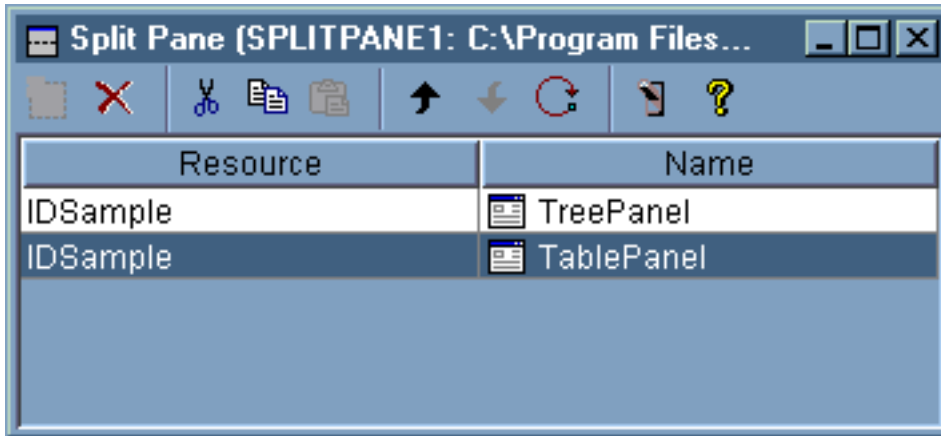 Split Pane (SPLITPANE1: C:\Program Files...
Resource Name
IDSample TreePanel
IDSample TablePanel